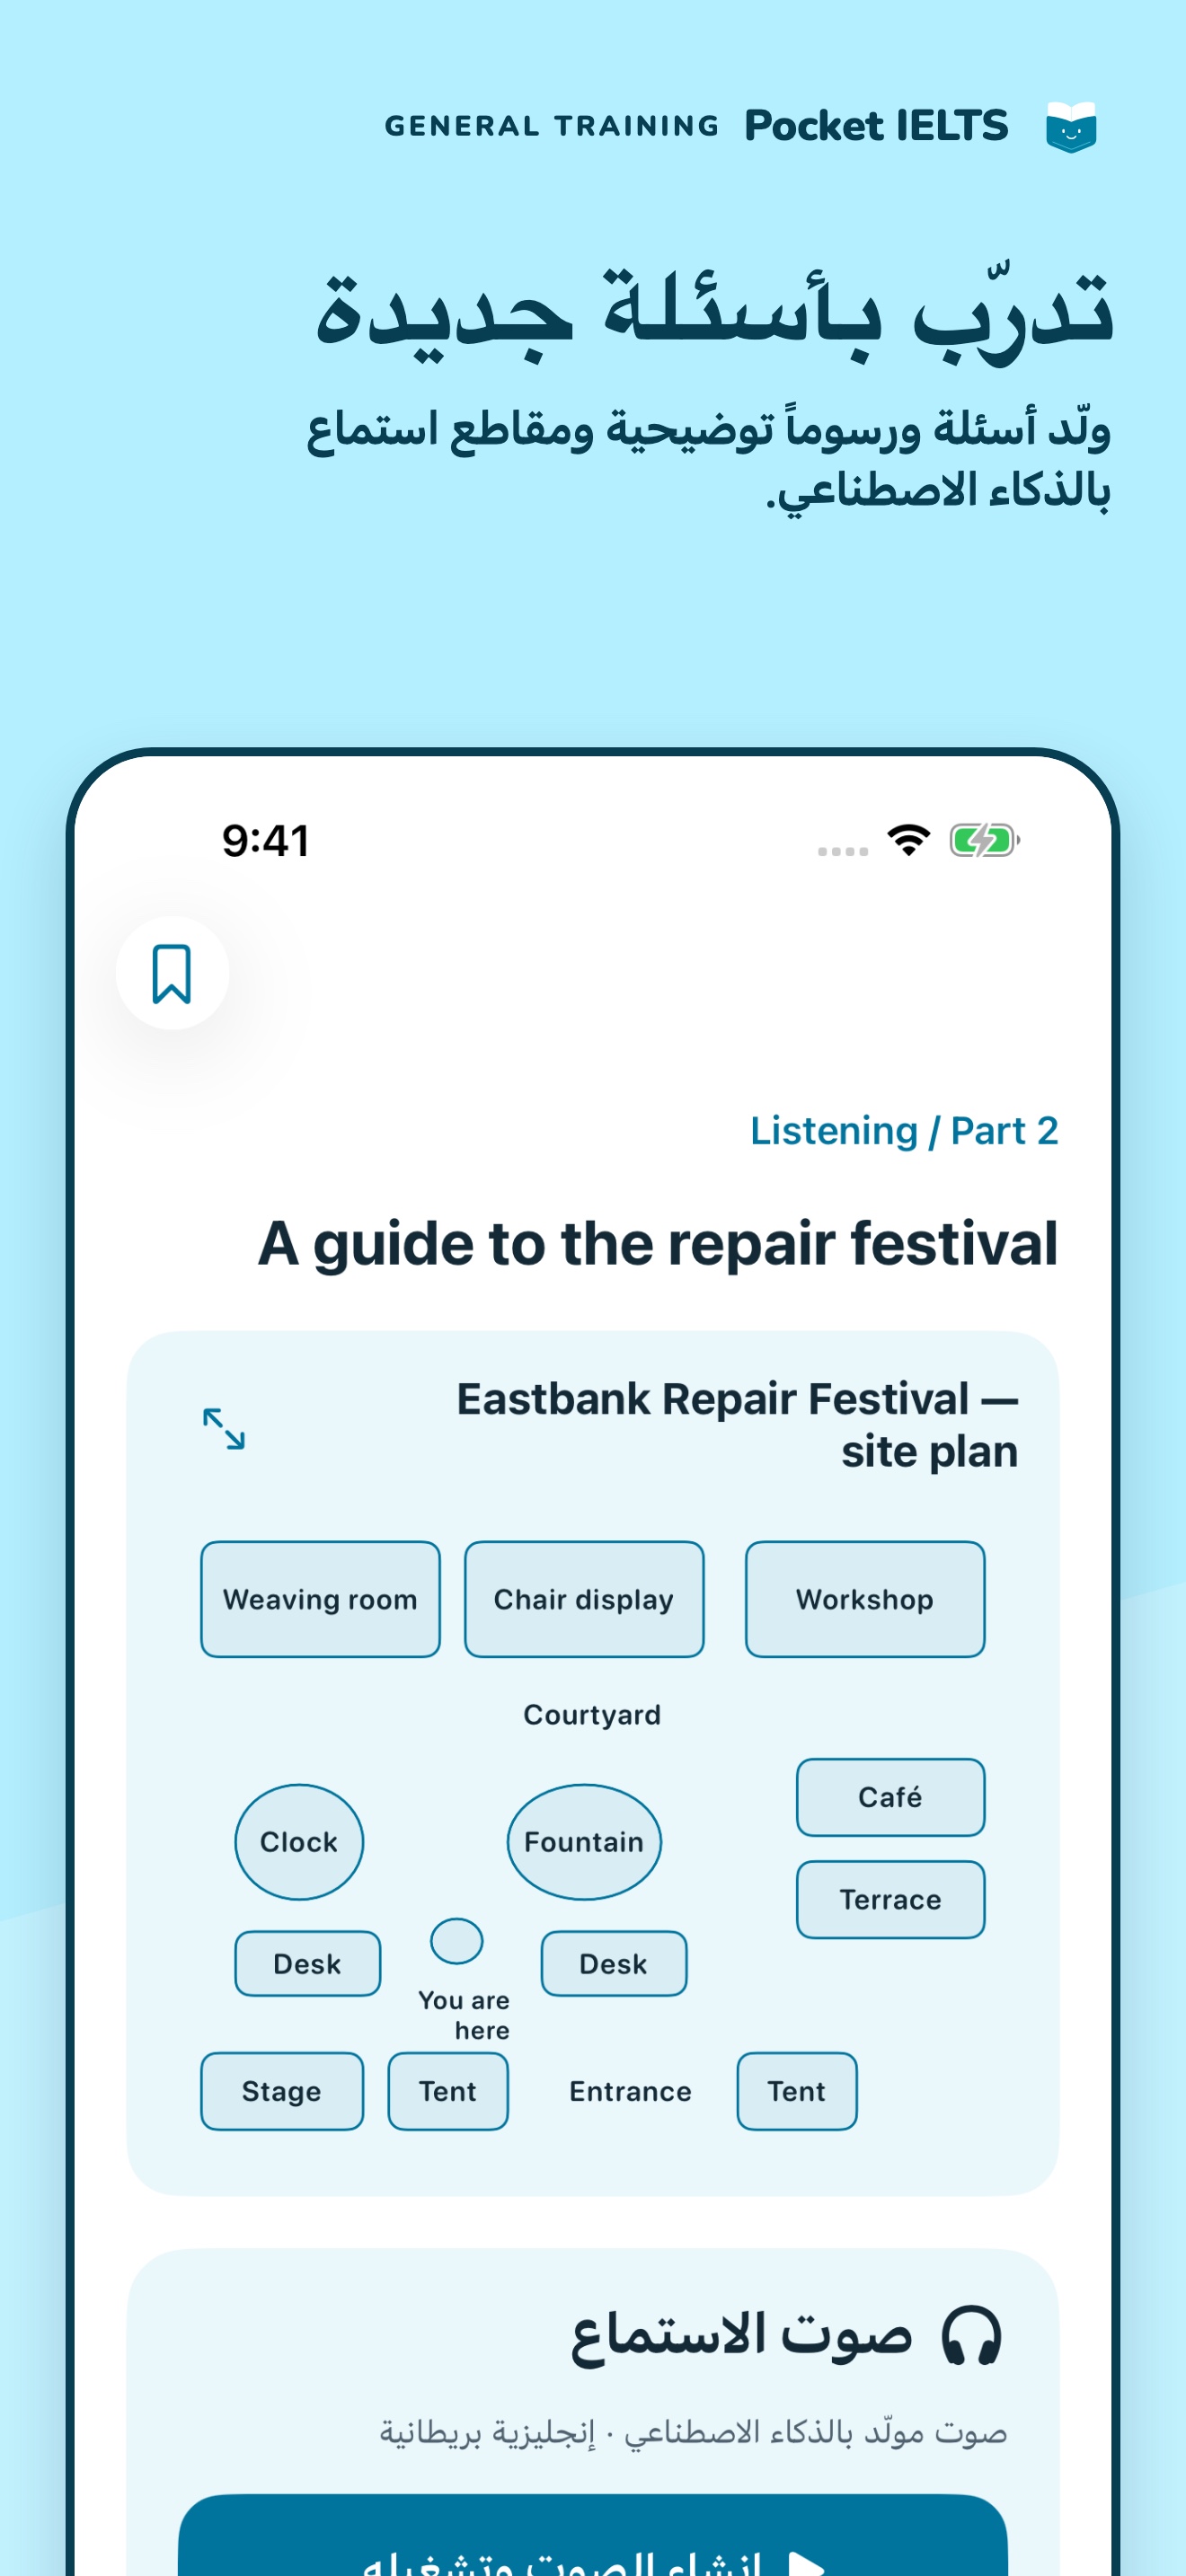 Pocket IELTS GENERAL TRAINING
تدرّب بأسئلة جديدة
ولّد أسئلة ورسوماً توضيحية ومقاطع استماع
بالذكاء الاصطناعي.
9:41
Listening / Part 2
A guide to the repair festival
Eastbank Repair Festival —
site plan
Weaving room
Chair display
Workshop
Courtyard
Café
Clock
Fountain
Terrace
Desk
Desk
You are
here
Stage
Tent
Entrance
Tent
صوت الاستماع
صوت مولّد بالذكاء الاصطناعي · إنجليزية بريطانية
إنشاء الصوت وتشغيله